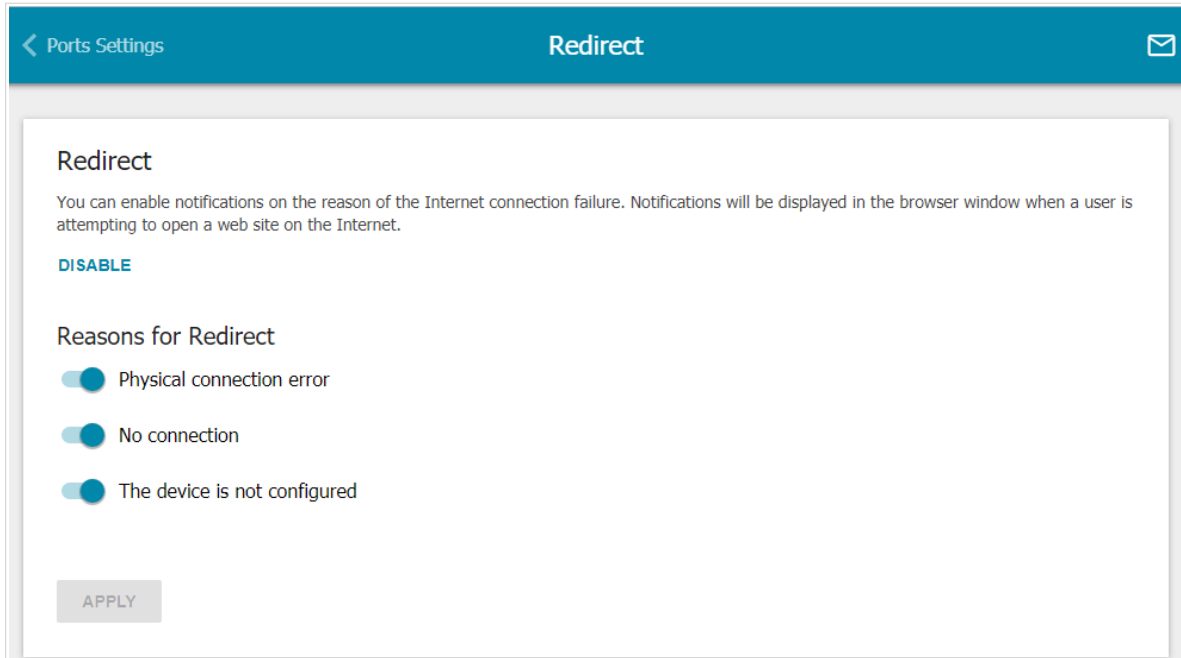 Ports Settings
Redirect
Redirect
You can enable notifications on the reason of the Internet connection failure. Notifications will be displayed in the browser window when a user is
attempting to open a web site on the Internet.
DISABLE
Reasons for Redirect
Physical connection error
No connection
The device is not configured
APPLY